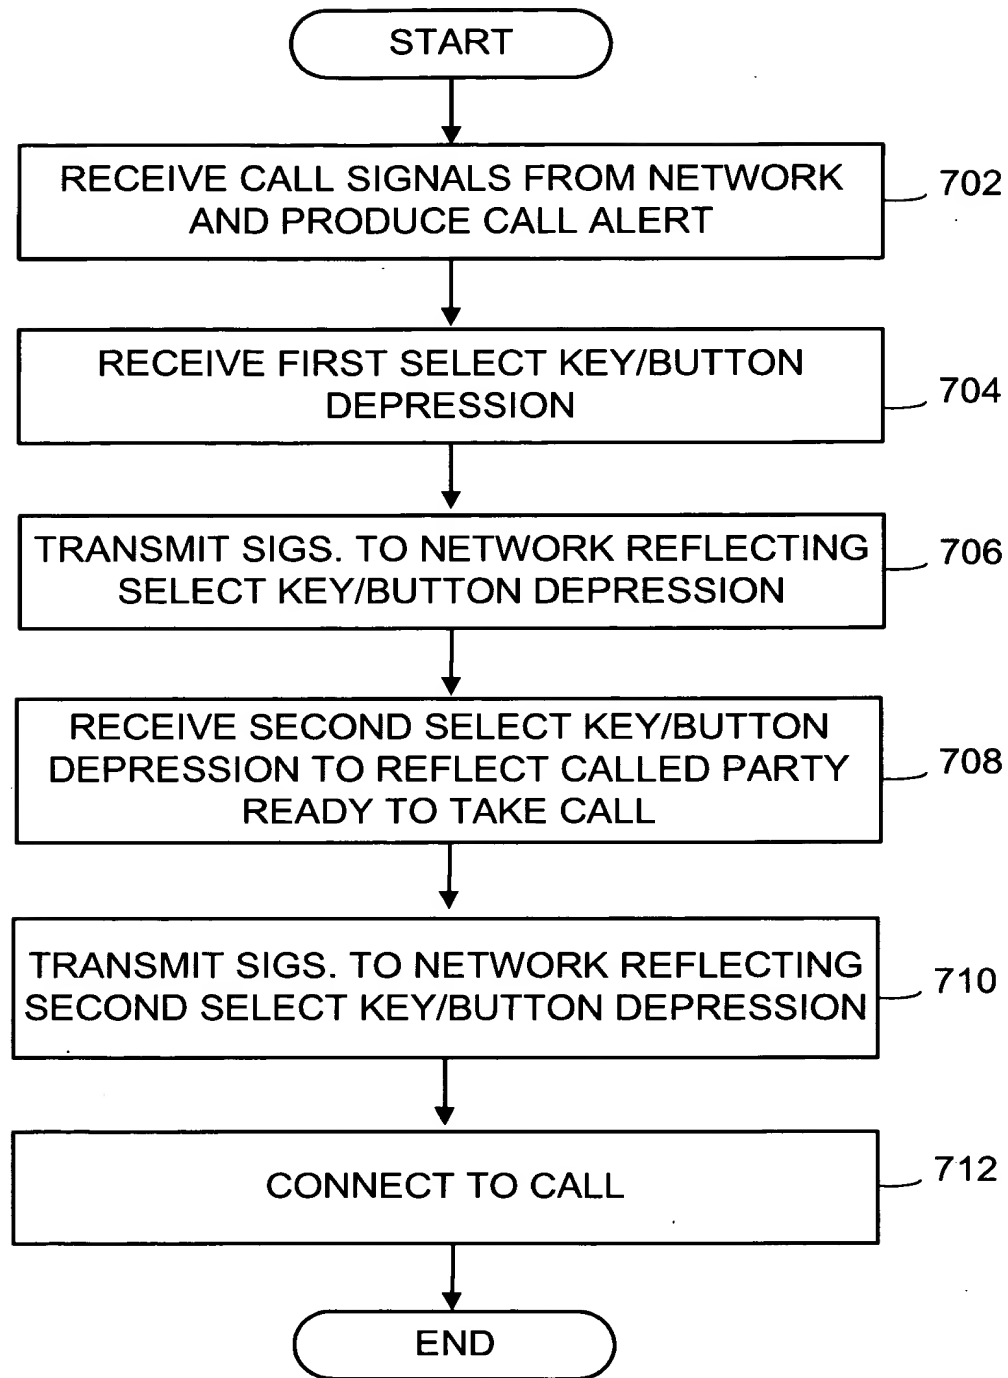 START
RECEIVE CALL SIGNALS FROM NETWORK
AND PRODUCE CALL ALERT
702
RECEIVE FIRST SELECT KEY/BUTTON
DEPRESSION
704
TRANSMIT SIGS. TO NETWORK REFLECTING
SELECT KEY/BUTTON DEPRESSION
706
RECEIVE SECOND SELECT KEY/BUTTON
DEPRESSION TO REFLECT CALLED PARTY
READY TO TAKE CALL
708
TRANSMIT SIGS. TO NETWORK REFLECTING
SECOND SELECT KEY/BUTTON DEPRESSION
710
CONNECT TO CALL
712
END